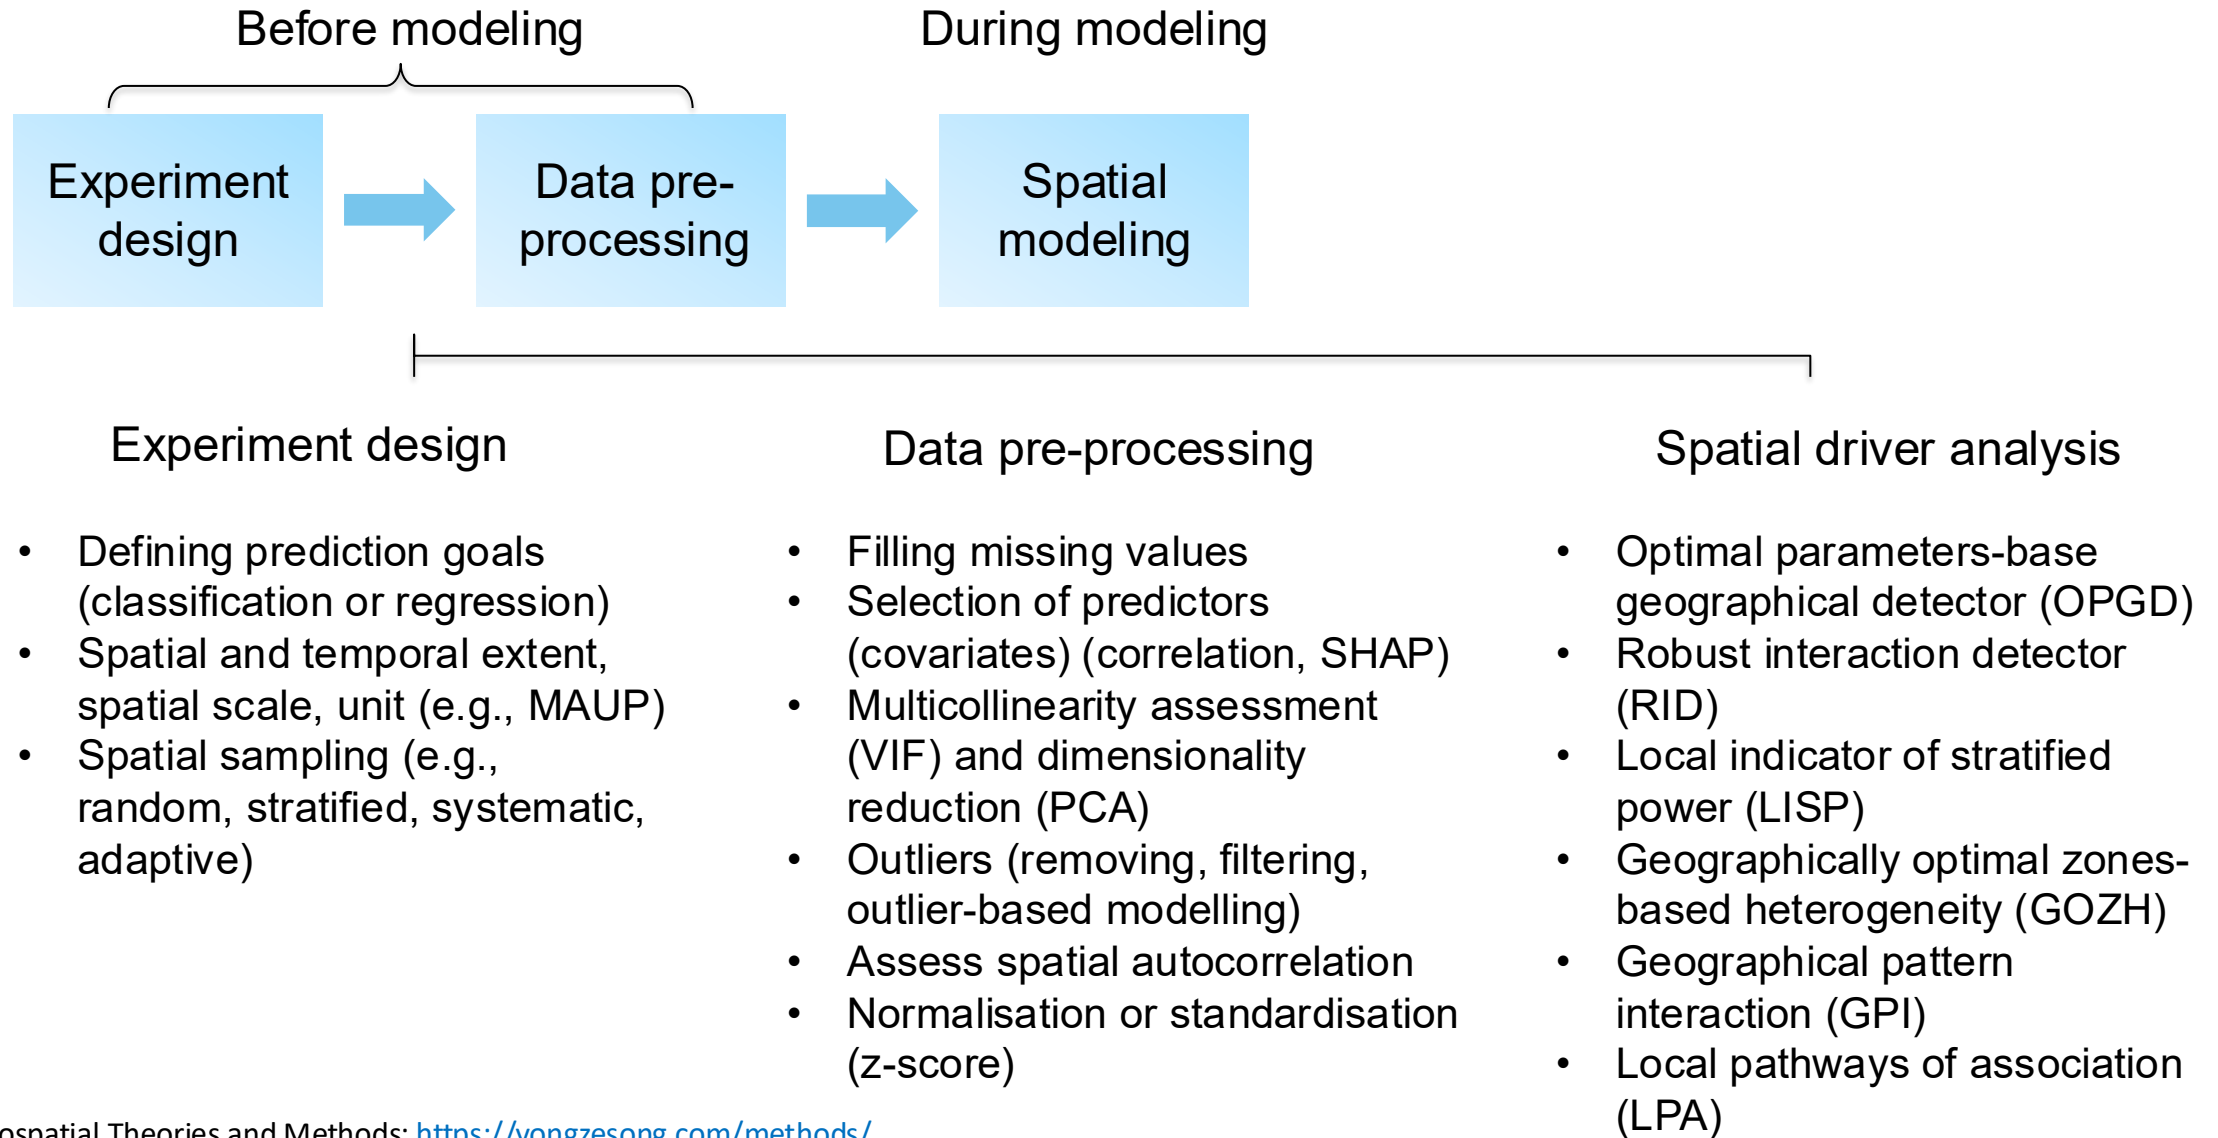 Before modeling
During modeling
Experiment
design
Data pre-
processing
Spatial
modeling
Experiment design
• Defining prediction goals
(classification or regression)
• Spatial and temporal extent,
spatial scale, unit (e.g., MAUP)
• Spatial sampling (e.g.,
random, stratified, systematic,
adaptive)
Data pre-processing
• Filling missing values
• Selection of predictors
(covariates) (correlation, SHAP)
• Multicollinearity assessment
(VIF) and dimensionality
reduction (PCA)
• Outliers (removing, filtering,
outlier-based modelling)
• Assess spatial autocorrelation
• Normalisation or standardisation
(z-score)
Spatial driver analysis
• Optimal parameters-base
geographical detector (OPGD)
• Robust interaction detector
(RID)
• Local indicator of stratified
power (LISP)
• Geographically optimal zones-
based heterogeneity (GOZH)
• Geographical pattern
interaction (GPI)
• Local pathways of association
(LPA)
ospatial Theories and Methods: https://yongzesong.com/methods/